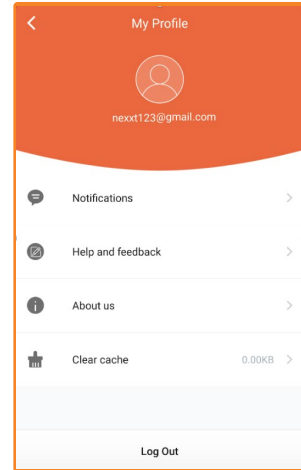 My Profile
nexxt123@gmail.com
Notifications
Help and feedback
About us
Clear cache 0.00KB
Log Out